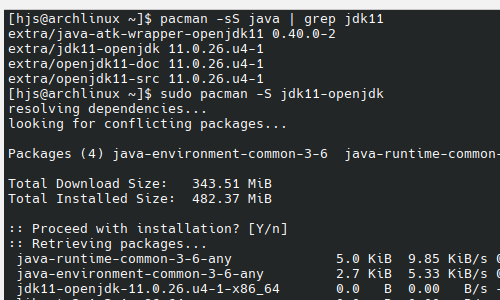 [hjs@archlinux ~]$ pacman -sS java | grep jdk11
extra/java-atk-wrapper-openjdk11 0.40.0-2
extra/jdk11-openjdk 11.0.26.u4-1
extra/openjdk11-doc 11.0.26.u4-1
extra/openjdk11-src 11.0.26.u4-1
[hjs@archlinux ~]$ sudo pacman -S jdk11-openjdk
resolving dependencies...
looking for conflicting packages...
Packages (4) java-environment-common-3-6  java-runtime-common-
Total Download Size:   343.51 MiB
Total Installed Size:  482.37 MiB
:: Proceed with installation? [Y/n]
:: Retrieving packages...
java-runtime-common-3-6-any 5.0 KiB  9.85 KiB/s
java-environment-common-3-6-any 2.7 KiB  5.33 KiB/s
jdk11-openjdk-11.0.26.u4-1-x86_64 0.0   B  0.00   B/s